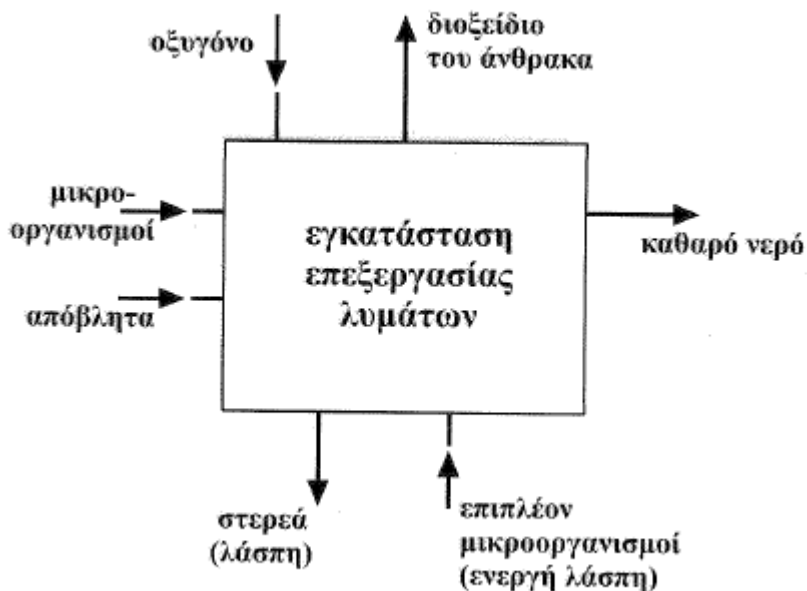 οξυγόνο
διοξείδιο
του άνθρακα
μικρο-
οργανισμοί
απόβλητα
εγκατάσταση
επεξεργασίας
λυμάτων
καθαρό νερό
στερεά
(λάσπη)
επιπλέον
μικροοργανισμοί
(ενεργή λάσπη)